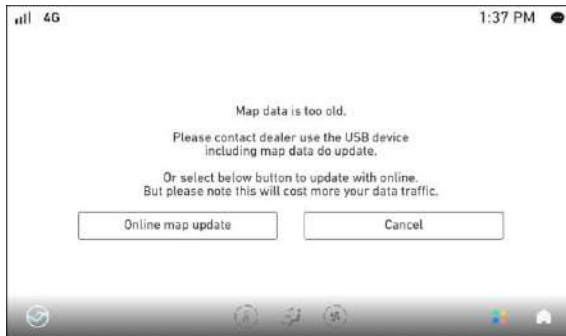 4G
1:37 PM
Map data is too old.
Please contact dealer use the USB device
including map data do update.
Or select below button to update with online.
But please note this will cost more your data traffic.
Online map update
Cancel